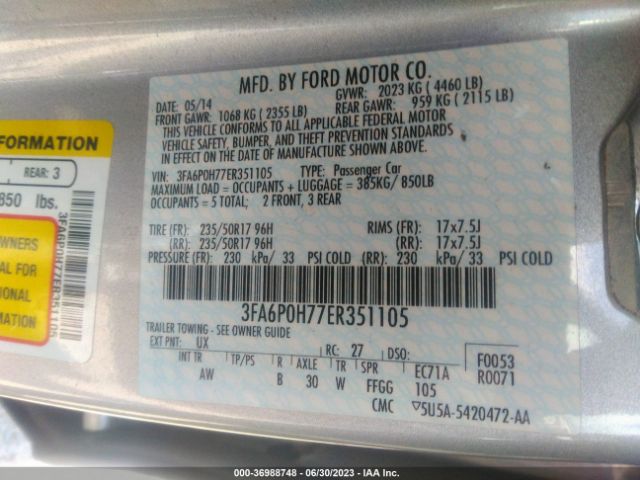 MFD. BY FORD MOTOR CO.
DATE: 05/14 GVWR: 2023 KG ( 4460 LB)
FRONT GAWR: 1068 KG ( 2355 LB) REAR GAWR: 959 KG ( 2115 LB)
THIS VEHICLE CONFORMS TO ALL APPLICABLE FEDERAL MOTOR
VEHICLE SAFETY, BUMPER, AND THEFT PREVENTION STANDARDS
IN EFFECT ON THE DATE OF MANUFACTURE SHOWN ABOVE.
VIN: 3FA6P0H77ER351105 TYPE: Passenger Car
MAXIMUM LOAD = OCCUPANTS + LUGGAGE = 385KG/ 850LB
OCCUPANTS = 5 TOTAL; 2 FRONT, 3 REAR
TIRE (FR): 235/50R17 96H RIMS (FR): 17x7.5J
(RR): 235/50R17 96H (RR): 17x7.5J
PRESSURE (FR): 230 kPa/ 33 PSI COLD (RR): 230 kPa/ 33 PSI COLD
3FA6P0H77ER351105
TRAILER TOWING - SEE OWNER GUIDE
EXT PNT: UX RC: 27 DSO: F0053
INT TR TP/PS R AXLE TR SPR EC71A R0071
AW B 30 W FFGG 105
CMC ▽5U5A-5420472-AA
FORMATION
REAR: 3
850 lbs.
WNERS
AL FOR
IONAL
MATION
3FA6P0H77ER351105
000-36988748 - 06/30/2023 - IAA Inc.